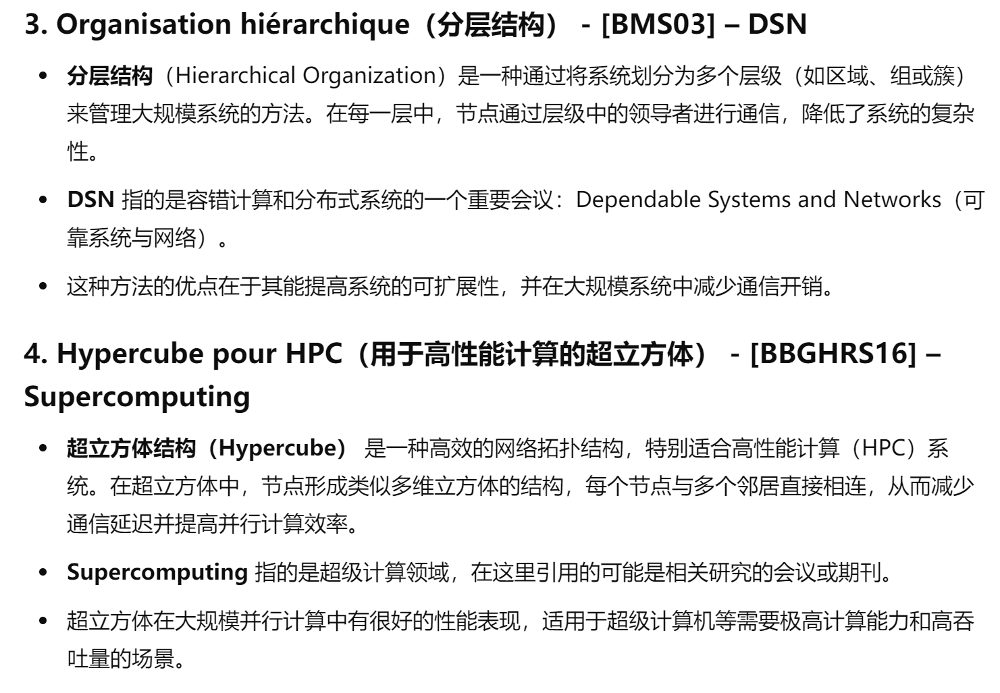 3. Organisation hiérarchique（分层结构） - [BMS03] – DSN
• 分层结构（Hierarchical Organization）是一种通过将系统划分为多个层级（如区域、组或簇）
来管理大规模系统的方法。在每一层中，节点通过层级中的领导者进行通信，降低了系统的复杂
性。
• DSN 指的是容错计算和分布式系统的一个重要会议：Dependable Systems and Networks（可
靠系统与网络）。
• 这种方法的优点在于其能提高系统的可扩展性，并在大规模系统中减少通信开销。
4. Hypercube pour HPC（用于高性能计算的超立方体） - [BBGHRS16] –
Supercomputing
• 超立方体结构（Hypercube） 是一种高效的网络拓扑结构，特别适合高性能计算（HPC）系
统。在超立方体中，节点形成类似多维立方体的结构，每个节点与多个邻居直接相连，从而减少
通信延迟并提高并行计算效率。
• Supercomputing 指的是超级计算领域，在这里引用的可能是相关研究的会议或期刊。
• 超立方体在大规模并行计算中有很好的性能表现，适用于超级计算机等需要极高计算能力和高吞
吐量的场景。